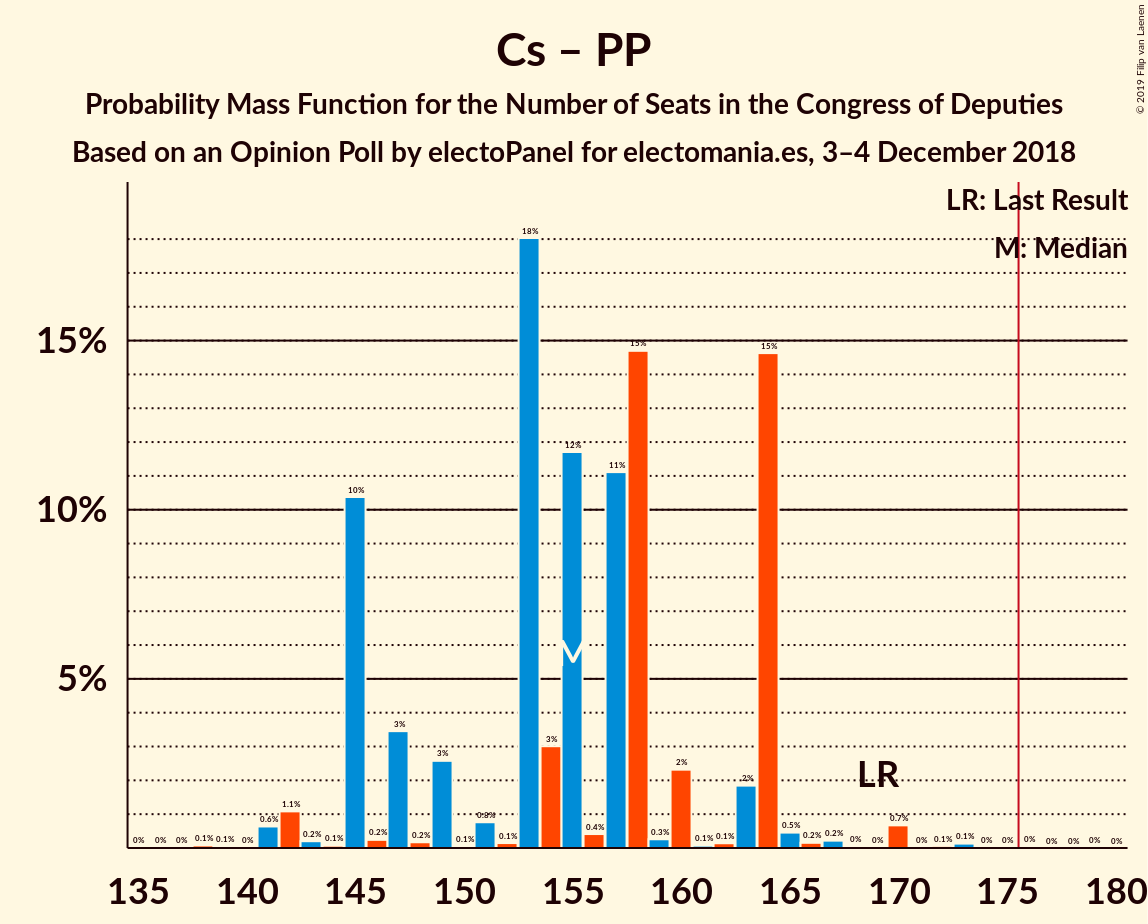 © 2019 Filip van Laenen
Cs – PP
Probability Mass Function for the Number of Seats in the Congress of Deputies
Based on an Opinion Poll by electoPanel for electomania.es, 3–4 December 2018
LR: Last Result
M: Median
15%
10%
5%
0% 0% 0% 0.1% 0.1% 0% 0.6% 1.1% 0.2% 0.1% 10% 0.2% 3% 0.2% 3% 0.1% 0.8% 0.1% 18% 3% 12% 0.4% 11% 15% 0.3% 2% 0.1% 0.1% 2% 15% 0.5% 0.2% 0.2% 0% 0% 0.7% 0% 0.1% 0.1% 0% 0% 0% 0% 0% 0% 0%
M
LR
135 140 145 150 155 160 165 170 175 180